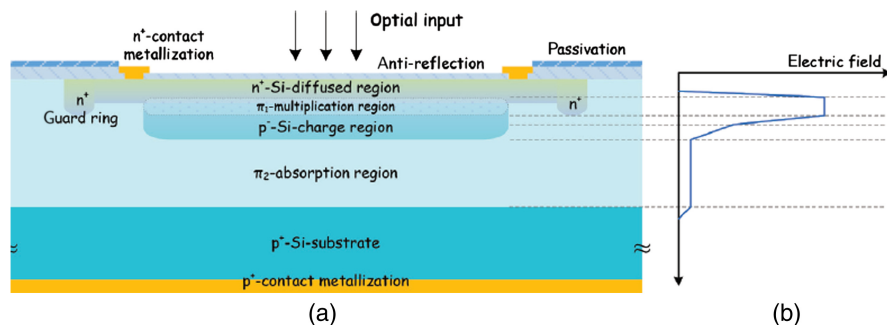 Optial input
n⁺-contact
metallization
Anti-reflection
Passivation
Electric field
n⁺-Si-diffused region
n⁺
n⁺
π₁-multiplication region
Guard ring
p⁻-Si-charge region
π₂-absorption region
p⁺-Si-substrate
p⁺-contact metallization
(a)
(b)